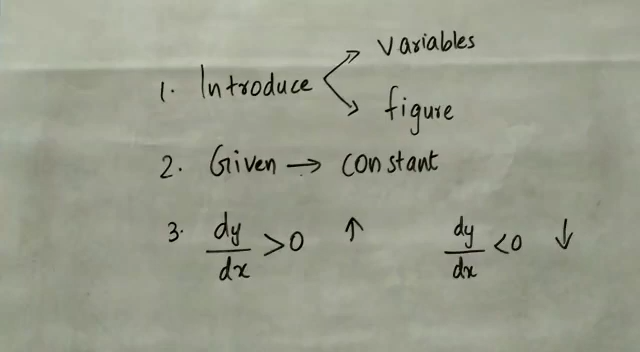 variables
1. Introduce
figure
2. Given → constant
3. dy/dx > 0 ↑ dy/dx < 0 ↓